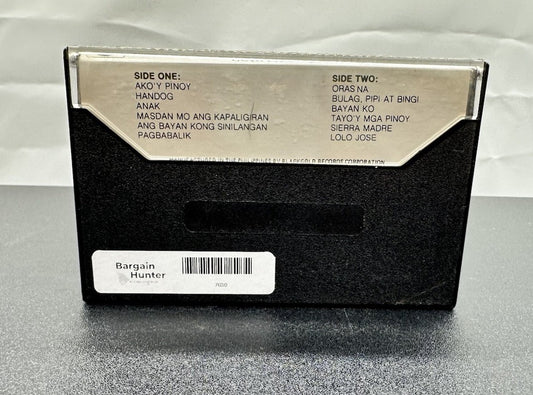 SIDE ONE:
AKO'Y PINOY
HANDOG
ANAK
MASDAN MO ANG KAPALIGIRAN
ANG BAYAN KONG SINILANGAN
PAGBABALIK
SIDE TWO:
ORAS NA
BULAG, PIPI AT BINGI
BAYAN KO
TAYO'Y MGA PINOY
SIERRA MADRE
LOLO JOSE
MANUFACTURED IN THE PHILIPPINES BY BLACKGOLD RECORDS CORPORATION
Bargain
Hunter